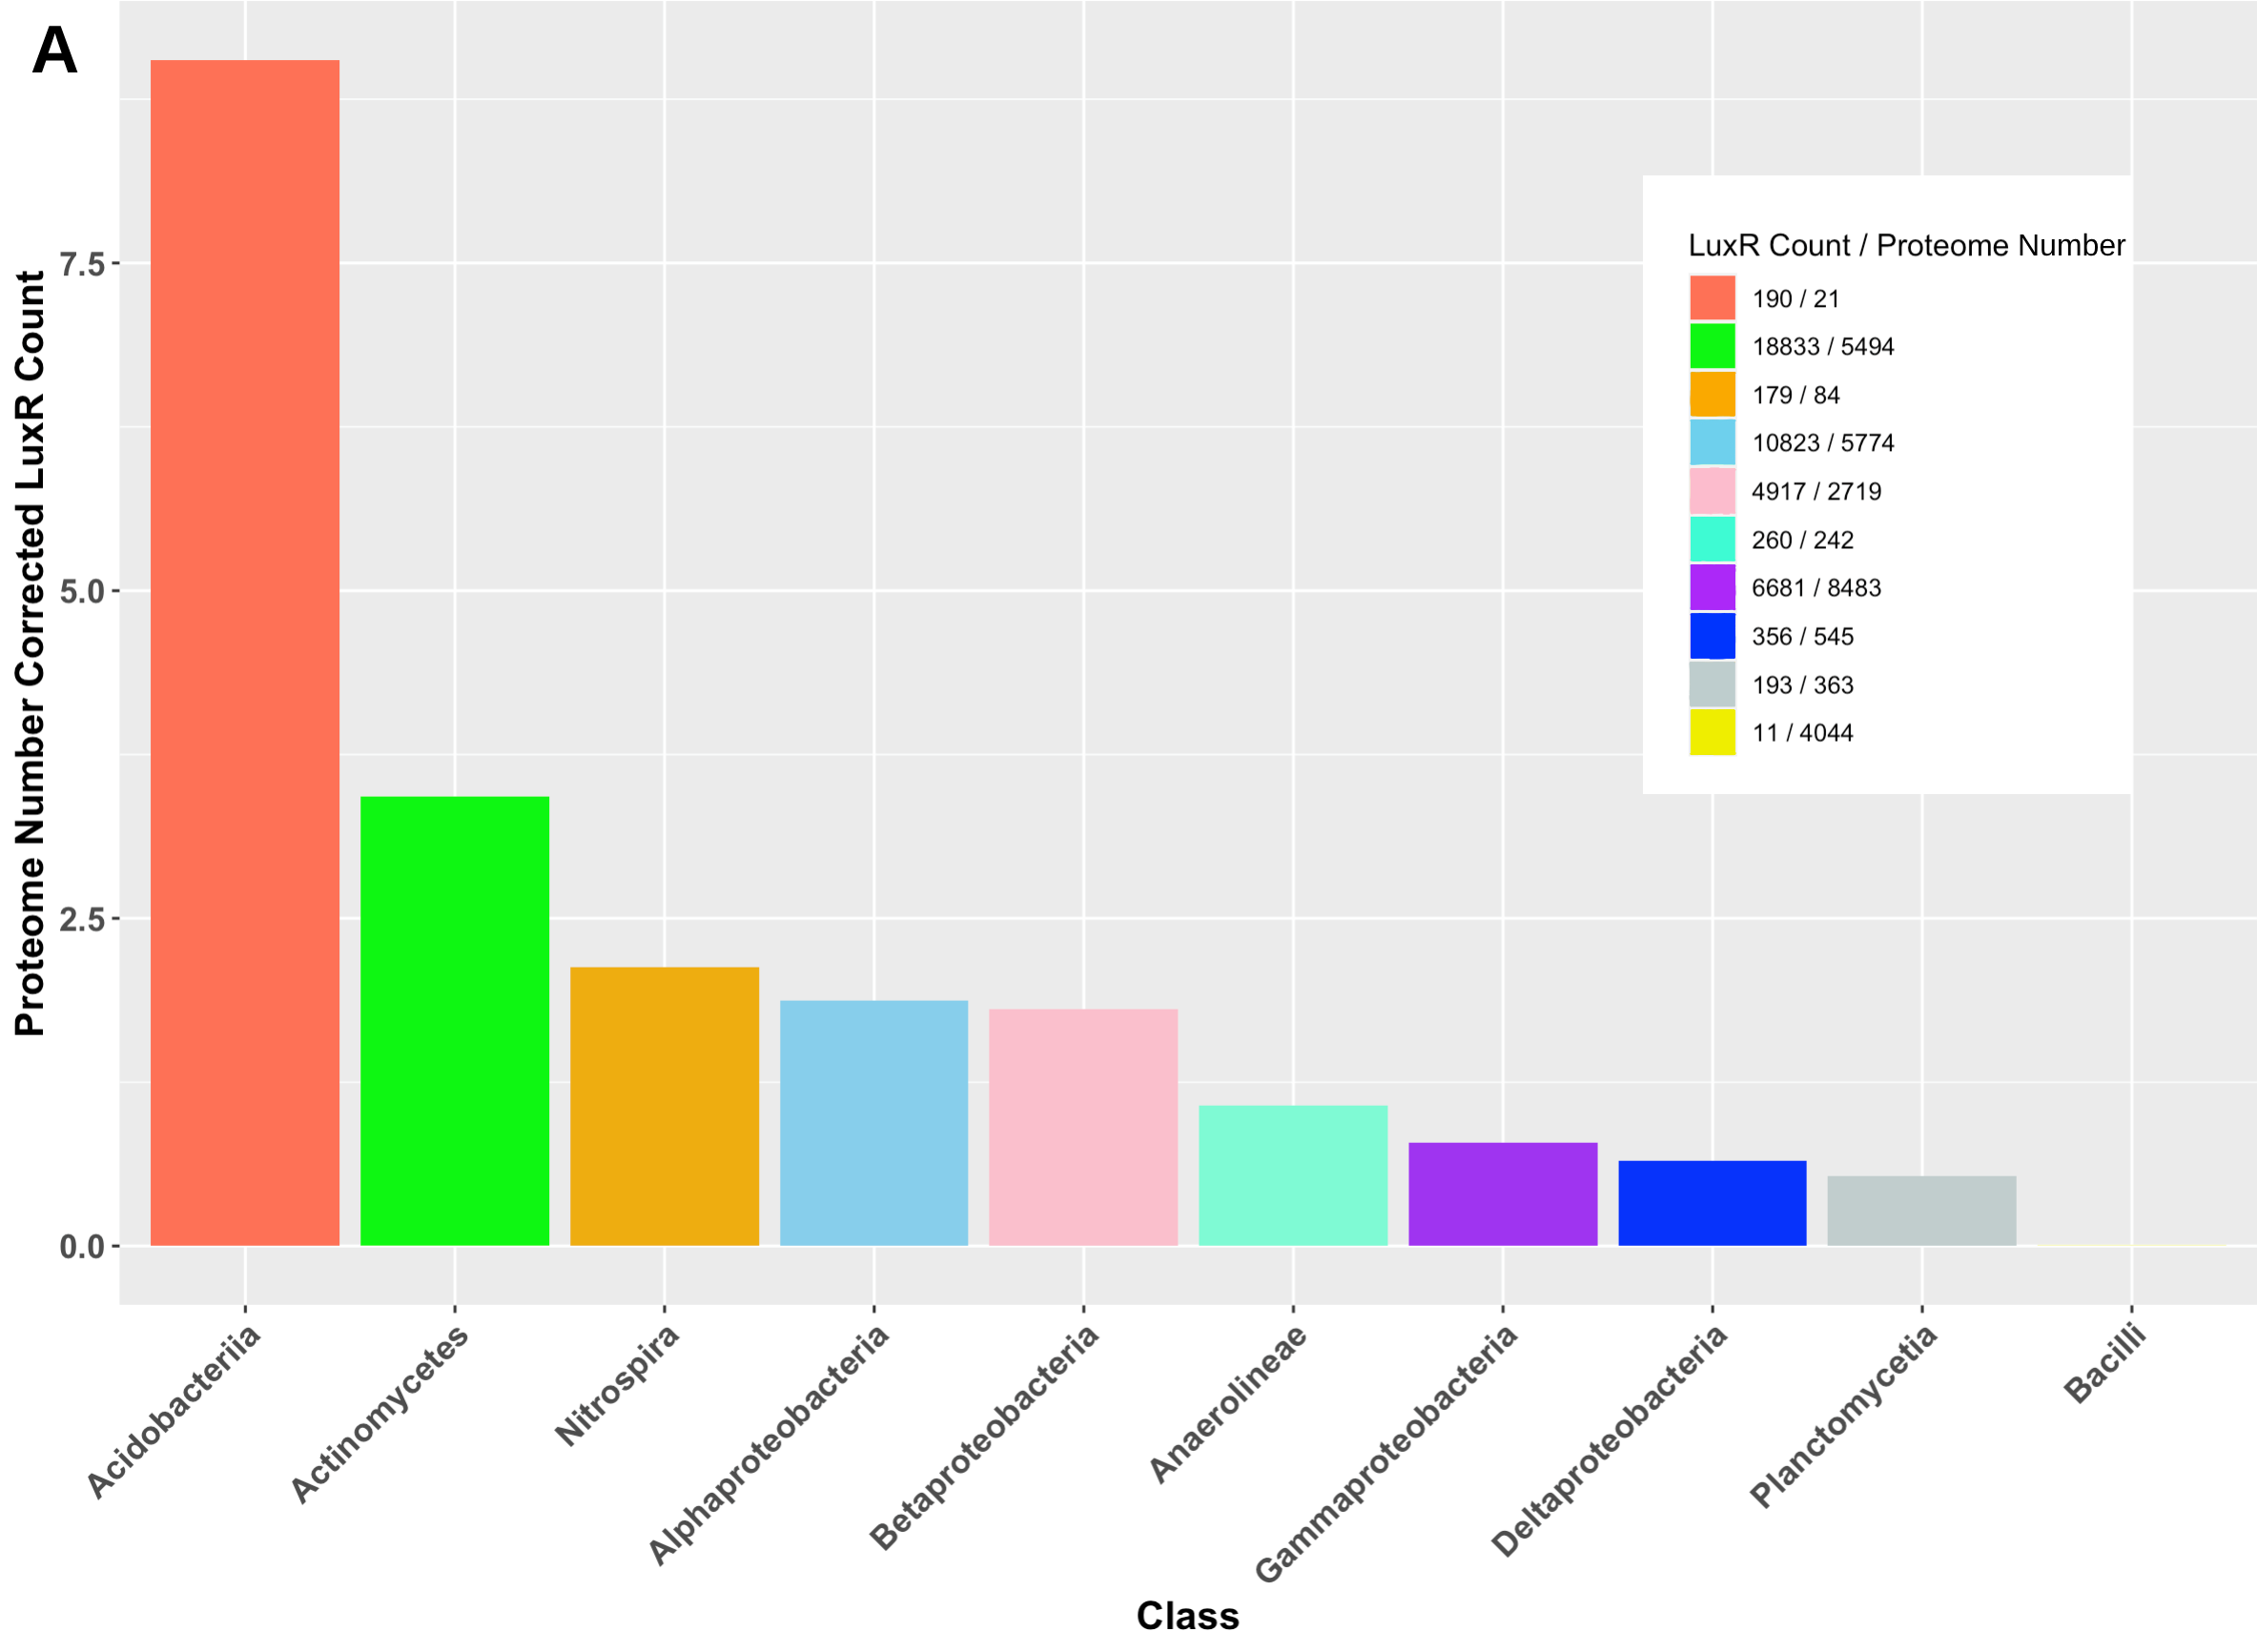 A
Proteome Number Corrected LuxR Count
7.5
5.0
2.5
0.0
LuxR Count / Proteome Number
190 / 21
18833 / 5494
179 / 84
10823 / 5774
4917 / 2719
260 / 242
6681 / 8483
356 / 545
193 / 363
11 / 4044
Acidobacteriia
Actinomycetes
Nitrospira
Alphaproteobacteria
Betaproteobacteria
Anaerolineae
Gammaproteobacteria
Deltaproteobacteria
Planctomycetia
Bacilli
Class